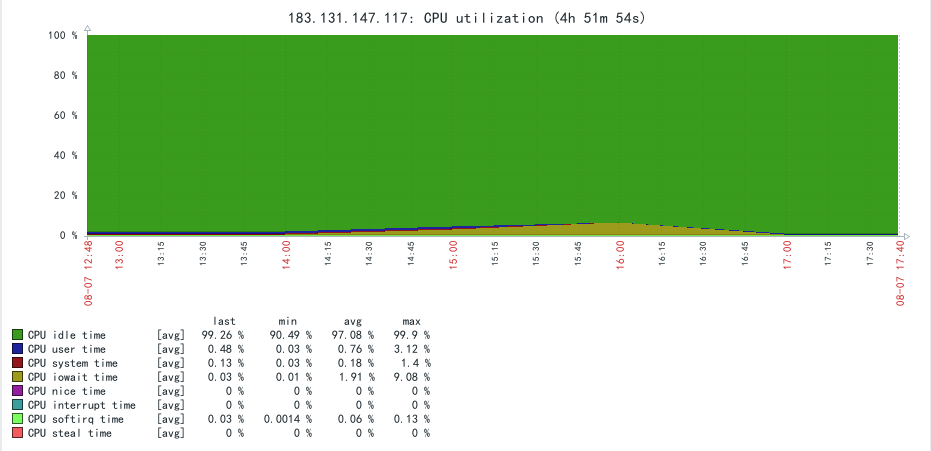 183.131.147.117: CPU utilization (4h 51m 54s)
100 %
80 %
60 %
40 %
20 %
0 %
08-07 12:48
13:00
13:15
13:30
13:45
14:00
14:15
14:30
14:45
15:00
15:15
15:30
15:45
16:00
16:15
16:30
16:45
17:00
17:15
17:30
08-07 17:40
last min avg max
CPU idle time [avg] 99.26 % 90.49 % 97.08 % 99.9 %
CPU user time [avg] 0.48 % 0.03 % 0.76 % 3.12 %
CPU system time [avg] 0.13 % 0.03 % 0.18 % 1.4 %
CPU iowait time [avg] 0.03 % 0.01 % 1.91 % 9.08 %
CPU nice time [avg] 0 % 0 % 0 % 0 %
CPU interrupt time [avg] 0 % 0 % 0 % 0 %
CPU softirq time [avg] 0.03 % 0.0014 % 0.06 % 0.13 %
CPU steal time [avg] 0 % 0 % 0 % 0 %